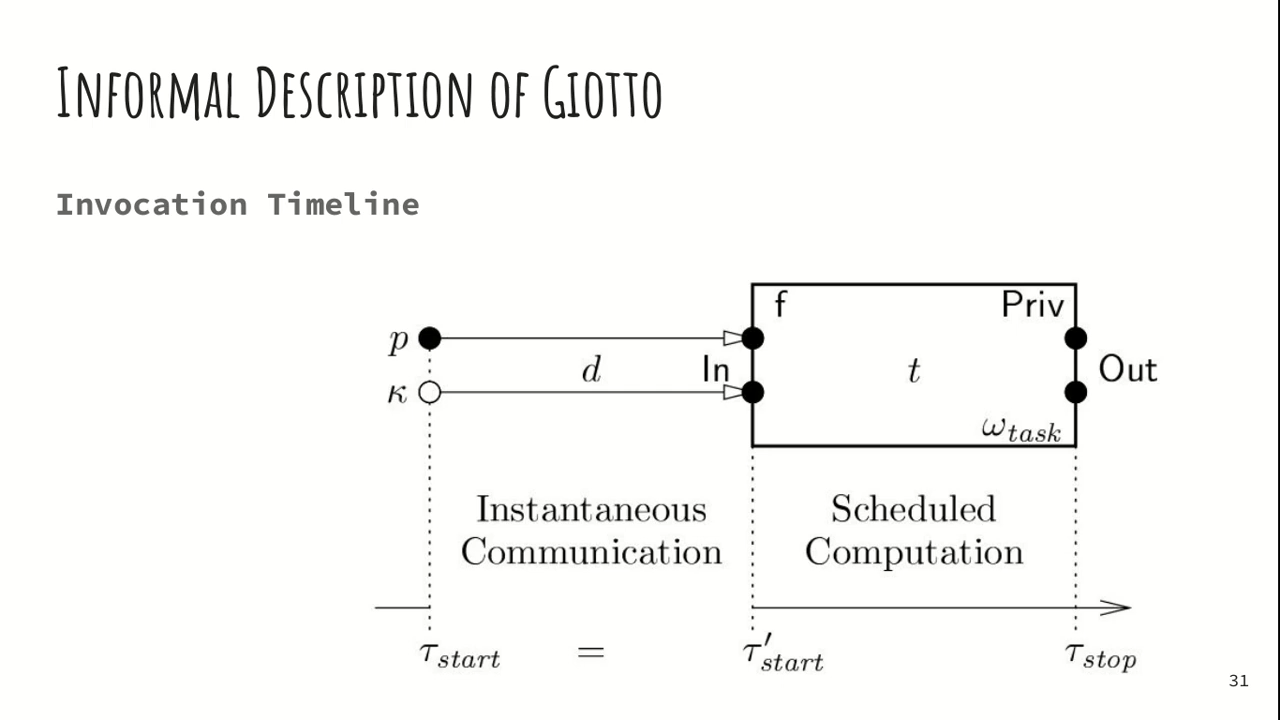 Informal Description of Giotto
Invocation Timeline
f Priv
p
d In t Out
κ
ω_task
Instantaneous Scheduled
Communication Computation
τ_start = τ′_start τ_stop
31